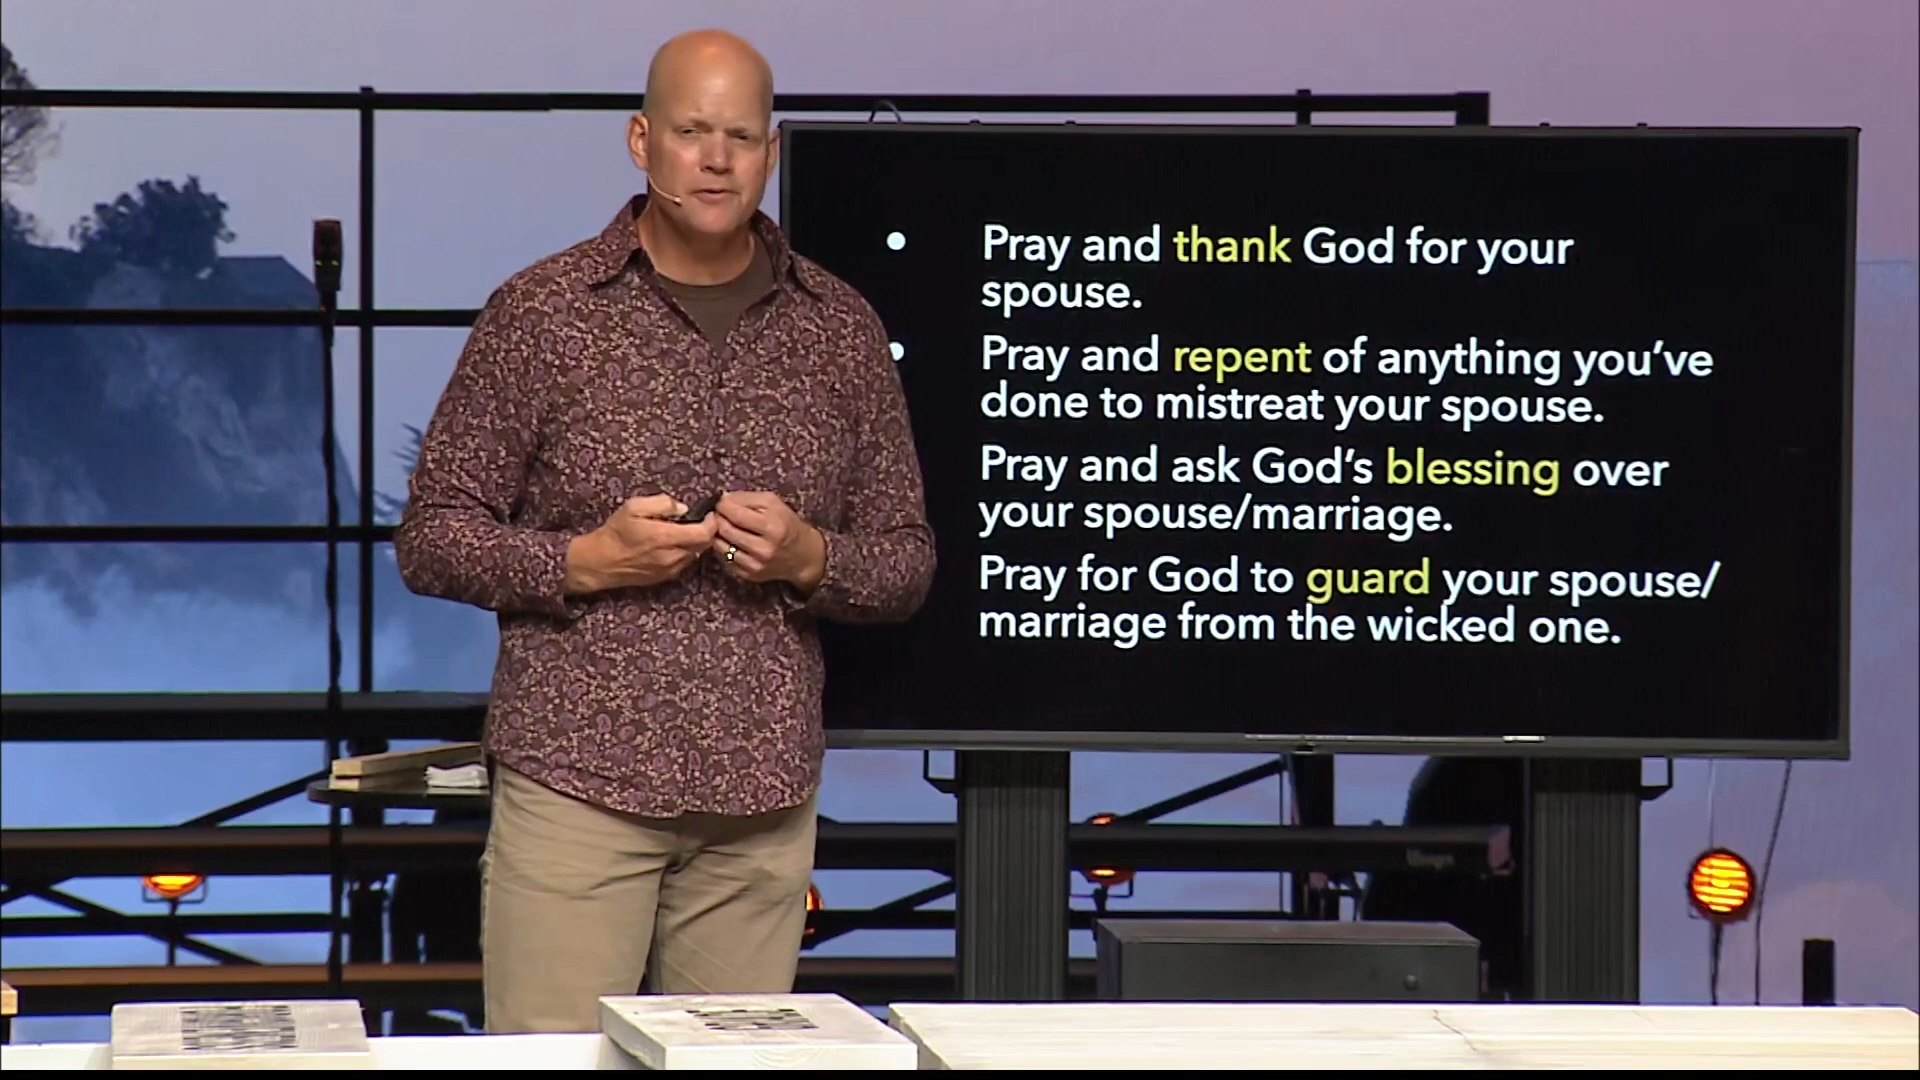 • Pray and thank God for your
spouse.
• Pray and repent of anything you've
done to mistreat your spouse.
Pray and ask God's blessing over
your spouse/marriage.
Pray for God to guard your spouse/
marriage from the wicked one.